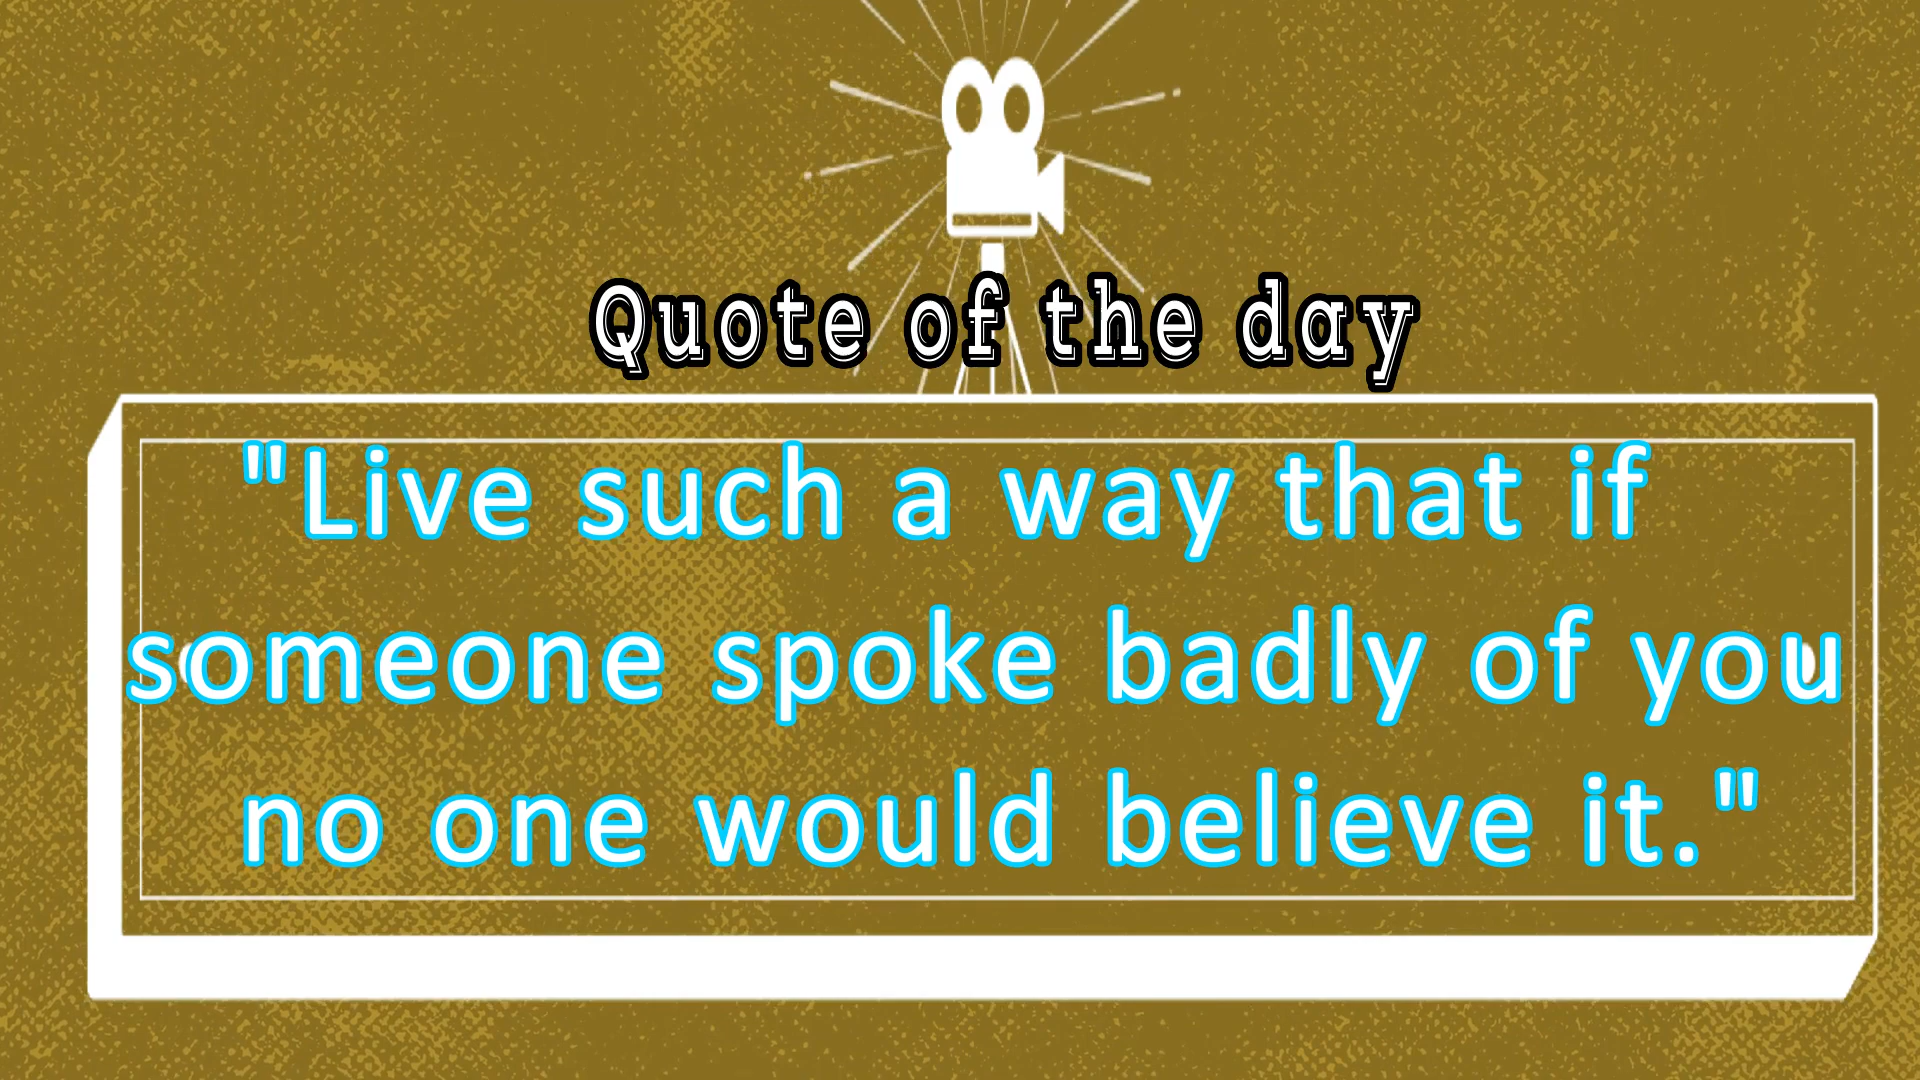 Quote of the day
"Live such a way that if
someone spoke badly of you
no one would believe it."